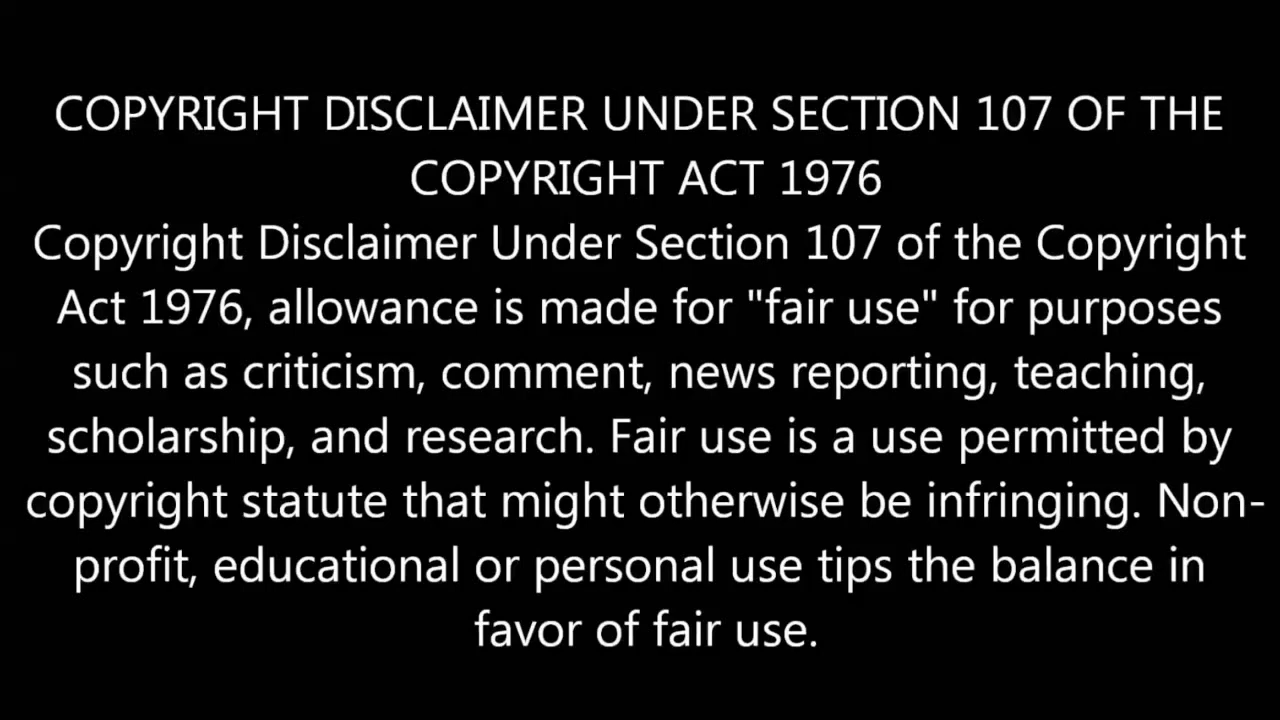 COPYRIGHT DISCLAIMER UNDER SECTION 107 OF THE
COPYRIGHT ACT 1976
Copyright Disclaimer Under Section 107 of the Copyright
Act 1976, allowance is made for "fair use" for purposes
such as criticism, comment, news reporting, teaching,
scholarship, and research. Fair use is a use permitted by
copyright statute that might otherwise be infringing. Non-
profit, educational or personal use tips the balance in
favor of fair use.